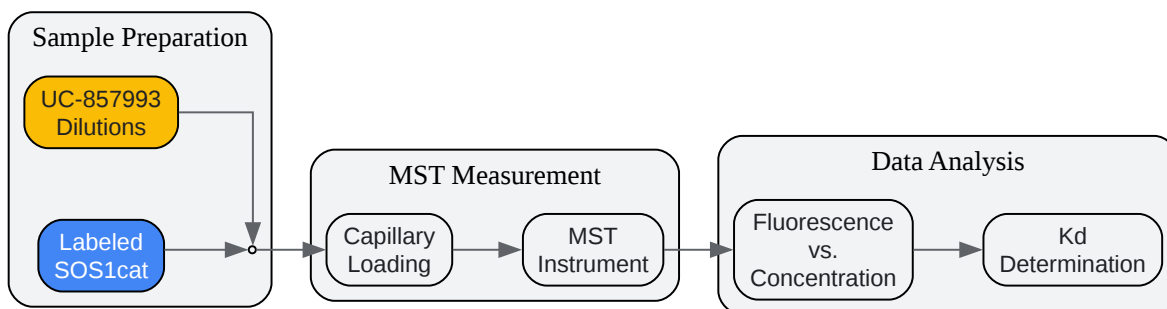 Sample Preparation
UC-857993
Dilutions
Labeled
SOS1cat
MST Measurement
Capillary
Loading
MST
Instrument
Data Analysis
Fluorescence
vs.
Concentration
Kd
Determination